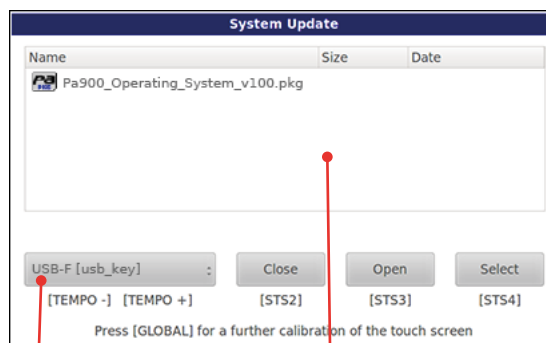 System Update
Name Size Date
Pa900_Operating_System_v100.pkg
USB-F [usb_key] : Close Open Select
[TEMPO -] [TEMPO +] [STS2] [STS3] [STS4]
Press [GLOBAL] for a further calibration of the touch screen